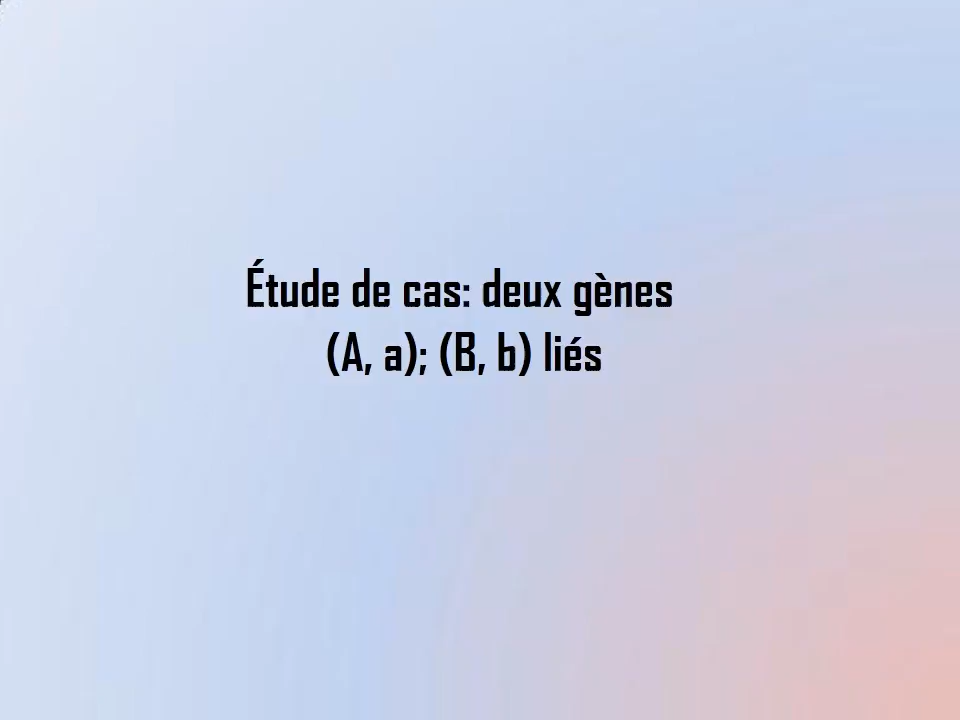 Étude de cas: deux gènes
(A, a); (B, b) liés